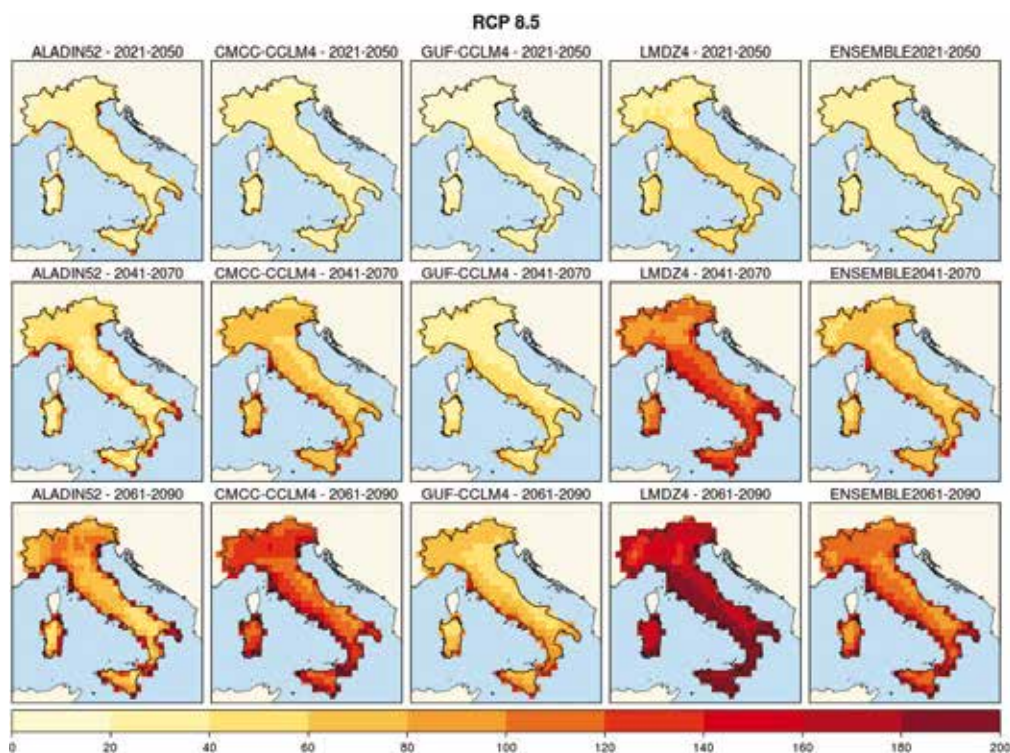 RCP 8.5
ALADIN52 - 2021-2050 CMCC-CCLM4 - 2021-2050 GUF-CCLM4 - 2021-2050 LMDZ4 - 2021-2050 ENSEMBLE2021-2050
ALADIN52 - 2041-2070 CMCC-CCLM4 - 2041-2070 GUF-CCLM4 - 2041-2070 LMDZ4 - 2041-2070 ENSEMBLE2041-2070
ALADIN52 - 2061-2090 CMCC-CCLM4 - 2061-2090 GUF-CCLM4 - 2061-2090 LMDZ4 - 2061-2090 ENSEMBLE2061-2090
0 20 40 60 80 100 120 140 160 180 200